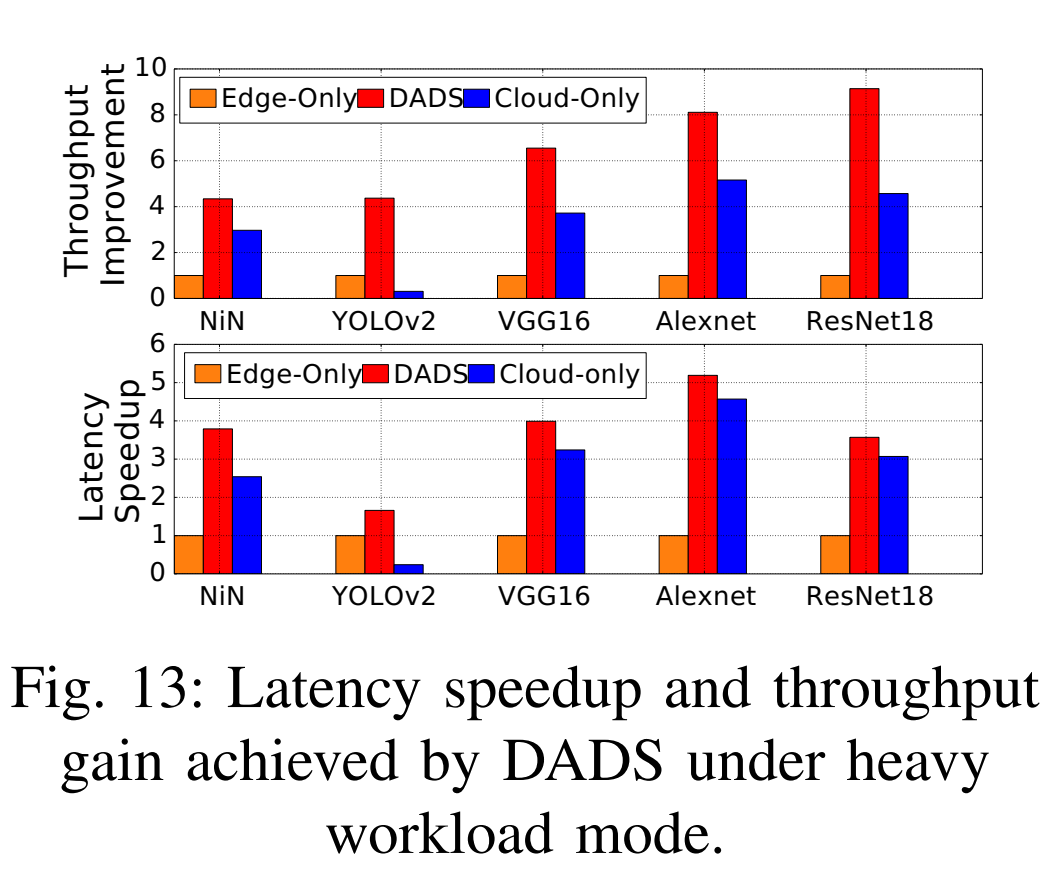 Throughput
Improvement
10
8
6
4
2
0
Edge-Only DADS Cloud-Only
NiN YOLOv2 VGG16 Alexnet ResNet18
Latency
Speedup
6
5
4
3
2
1
0
Edge-Only DADS Cloud-only
NiN YOLOv2 VGG16 Alexnet ResNet18
Fig. 13: Latency speedup and throughput
gain achieved by DADS under heavy
workload mode.